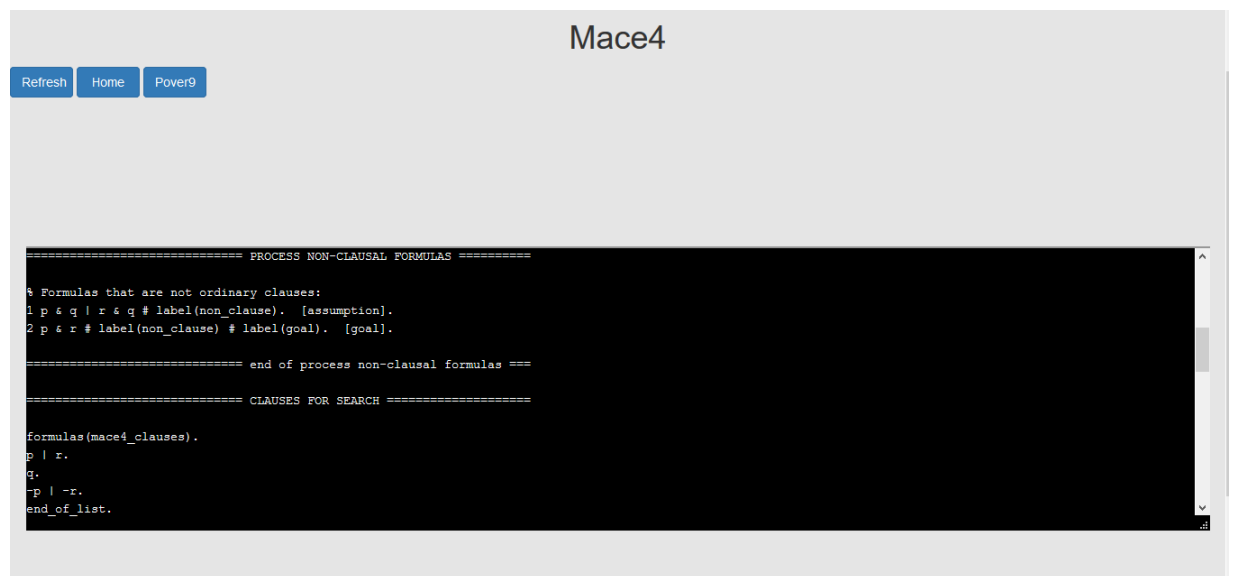 Mace4
Refresh Home Pover9
============================== PROCESS NON-CLAUSAL FORMULAS ==========
% Formulas that are not ordinary clauses:
1 p & q | r & q # label(non_clause).  [assumption].
2 p & r # label(non_clause) # label(goal).  [goal].
============================== end of process non-clausal formulas ===
============================== CLAUSES FOR SEARCH ====================
formulas(mace4_clauses).
p | r.
q.
-p | -r.
end_of_list.